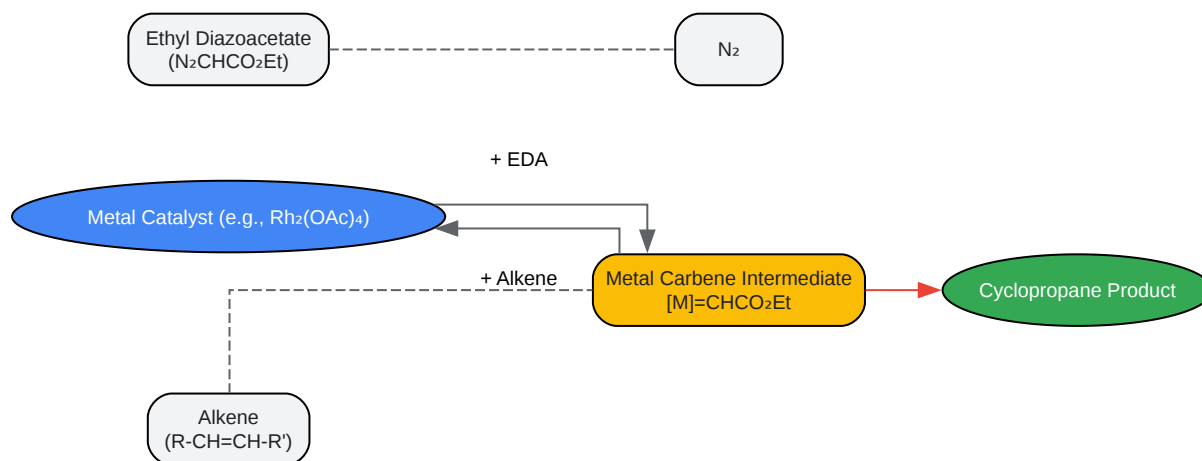 Ethyl Diazoacetate
(N₂CHCO₂Et)
N₂
+ EDA
Metal Catalyst (e.g., Rh₂(OAc)₄)
+ Alkene
Metal Carbene Intermediate
[M]=CHCO₂Et
Cyclopropane Product
Alkene
(R-CH=CH-R')